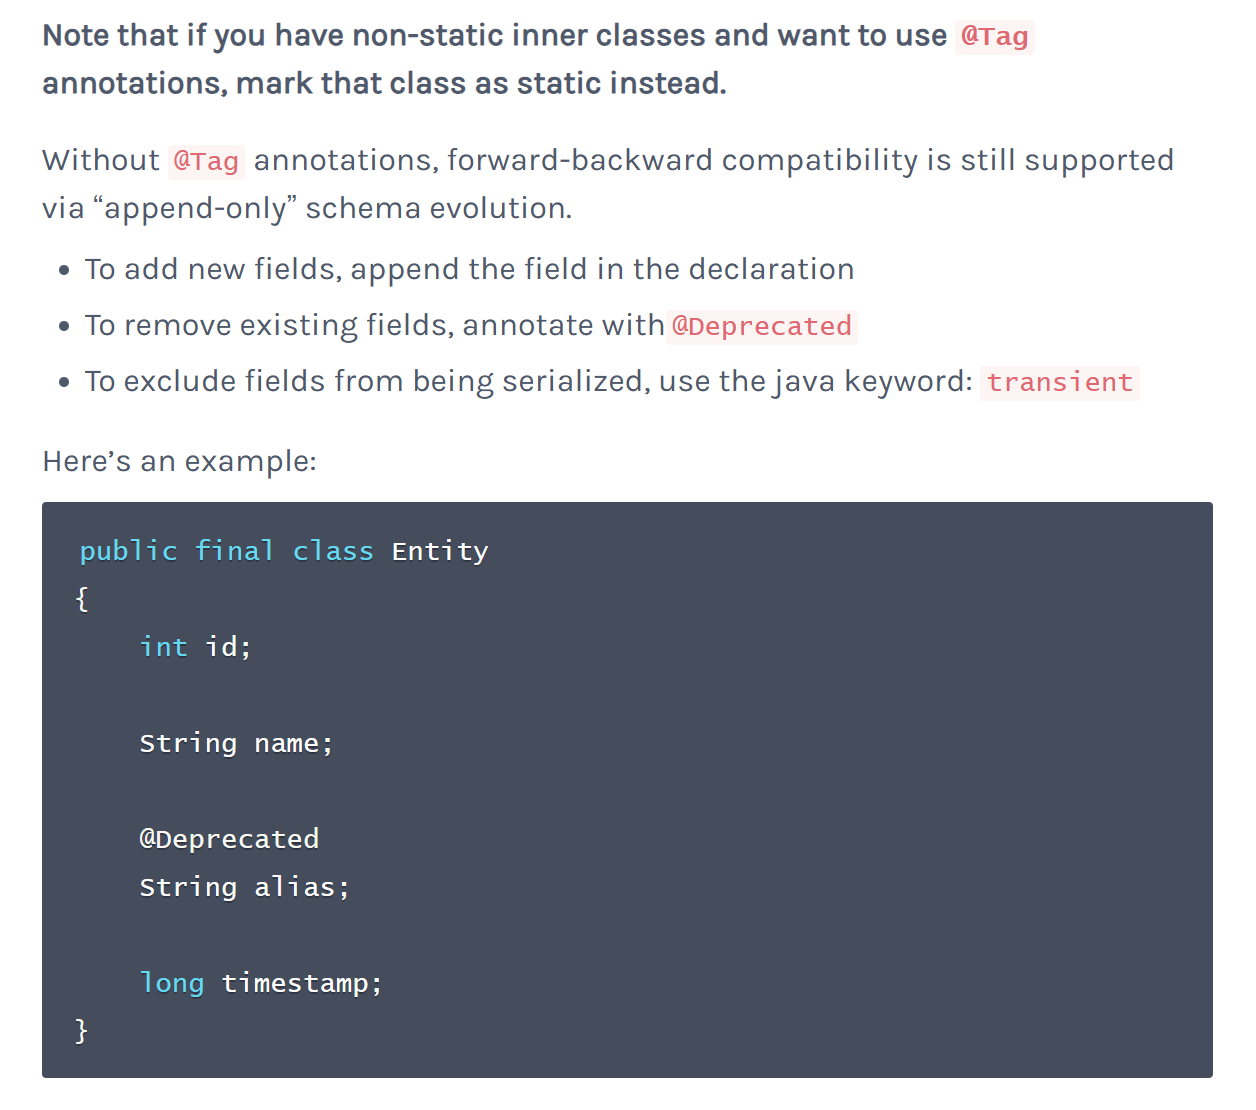 Note that if you have non-static inner classes and want to use @Tag
annotations, mark that class as static instead.
Without @Tag annotations, forward-backward compatibility is still supported
via “append-only” schema evolution.
• To add new fields, append the field in the declaration
• To remove existing fields, annotate with @Deprecated
• To exclude fields from being serialized, use the java keyword: transient
Here’s an example:
public final class Entity
{
int id;
String name;
@Deprecated
String alias;
long timestamp;
}